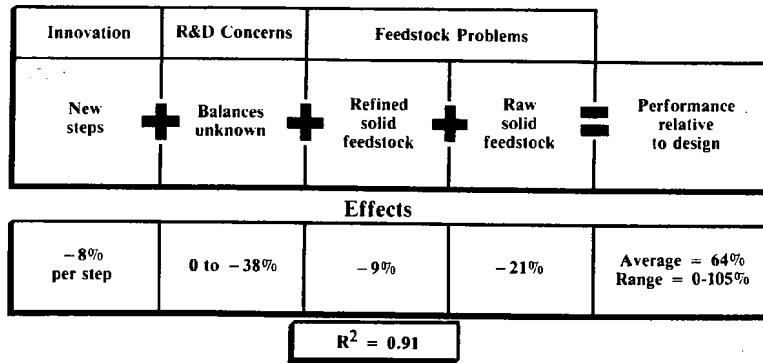 Innovation
R&D Concerns
Feedstock Problems
New
steps
+
Balances
unknown
+
Refined
solid
feedstock
+
Raw
solid
feedstock
=
Performance
relative
to design
Effects
−8%
per step
0 to −38%
−9%
−21%
Average = 64%
Range = 0-105%
R² = 0.91